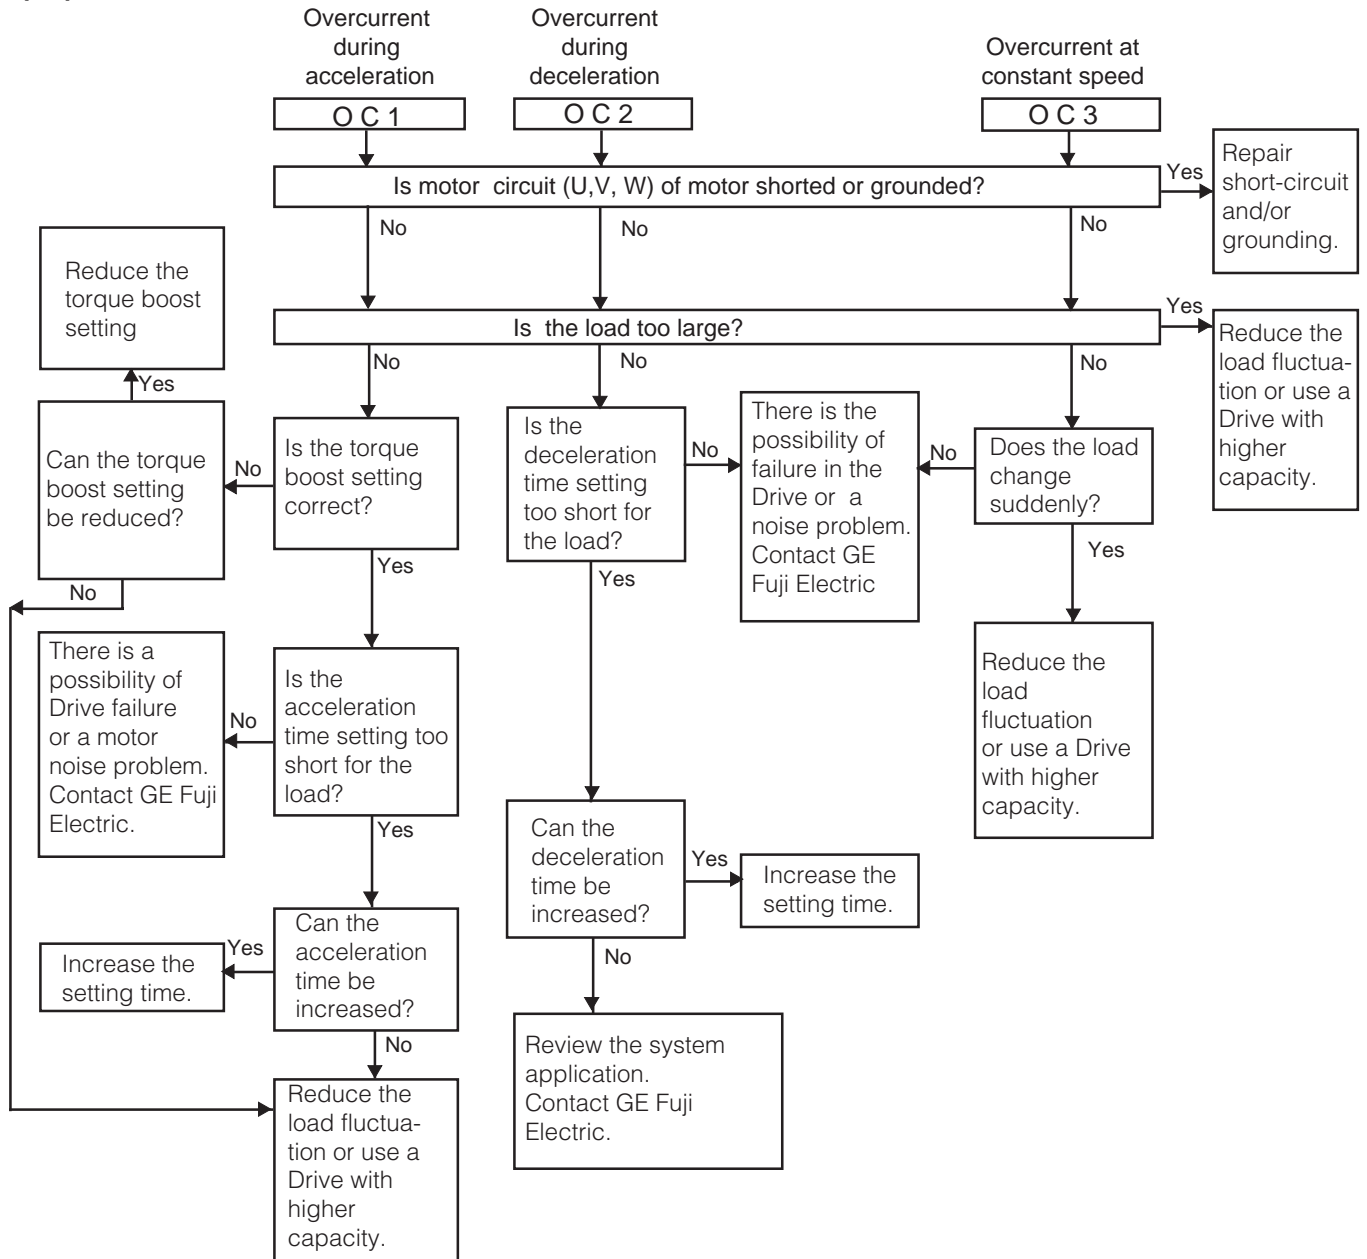 Overcurrent
during
acceleration
Overcurrent
during
deceleration
Overcurrent at
constant speed
O C 1
O C 2
O C 3
Is motor circuit (U,V, W) of motor shorted or grounded?
Yes
Repair
short-circuit
and/or
grounding.
No
No
No
Is the load too large?
Yes
Reduce the
load fluctua-
tion or use a
Drive with
higher
capacity.
No
No
No
Reduce the
torque boost
setting
Yes
Can the torque
boost setting
be reduced?
No
Is the torque
boost setting
correct?
Is the
deceleration
time setting
too short for
the load?
No
There is the
possibility of
failure in the
Drive or a
noise problem.
Contact GE
Fuji Electric
No
Does the load
change
suddenly?
No
Yes
Yes
Yes
There is a
possibility of
Drive failure
or a motor
noise problem.
Contact GE Fuji
Electric.
No
Is the
acceleration
time setting too
short for the
load?
Reduce the
load
fluctuation
or use a Drive
with higher
capacity.
Yes
Can the
deceleration
time be
increased?
Yes
Increase the
setting time.
Increase the
setting time.
Yes
Can the
acceleration
time be
increased?
No
No
Review the system
application.
Contact GE Fuji
Electric.
Reduce the
load fluctua-
tion or use a
Drive with
higher
capacity.